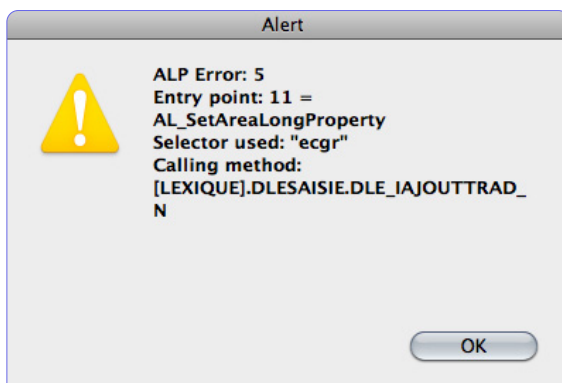 Alert
ALP Error: 5
Entry point: 11 =
AL_SetAreaLongProperty
Selector used: "ecgr"
Calling method:
[LEXIQUE].DLESAISIE.DLE_IAJOUTTRAD_
N
OK